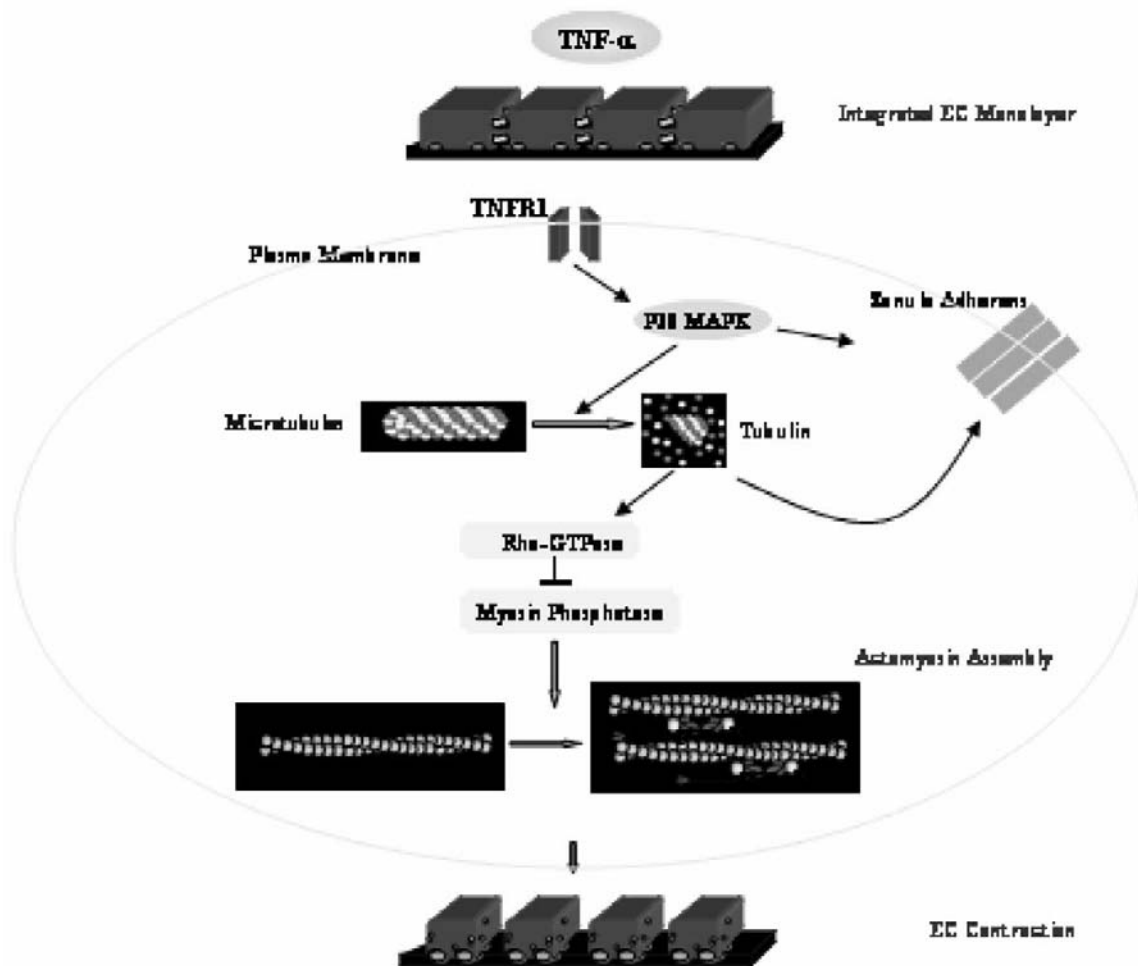 TNF-α
Integrated EC Monolayer
TNFR1
Plasma Membrane
Zonula Adherens
P38 MAPK
Microtubules
Tubulin
Rho-GTPase
Myosin Phosphatase
Actomyosin Assembly
EC Contraction